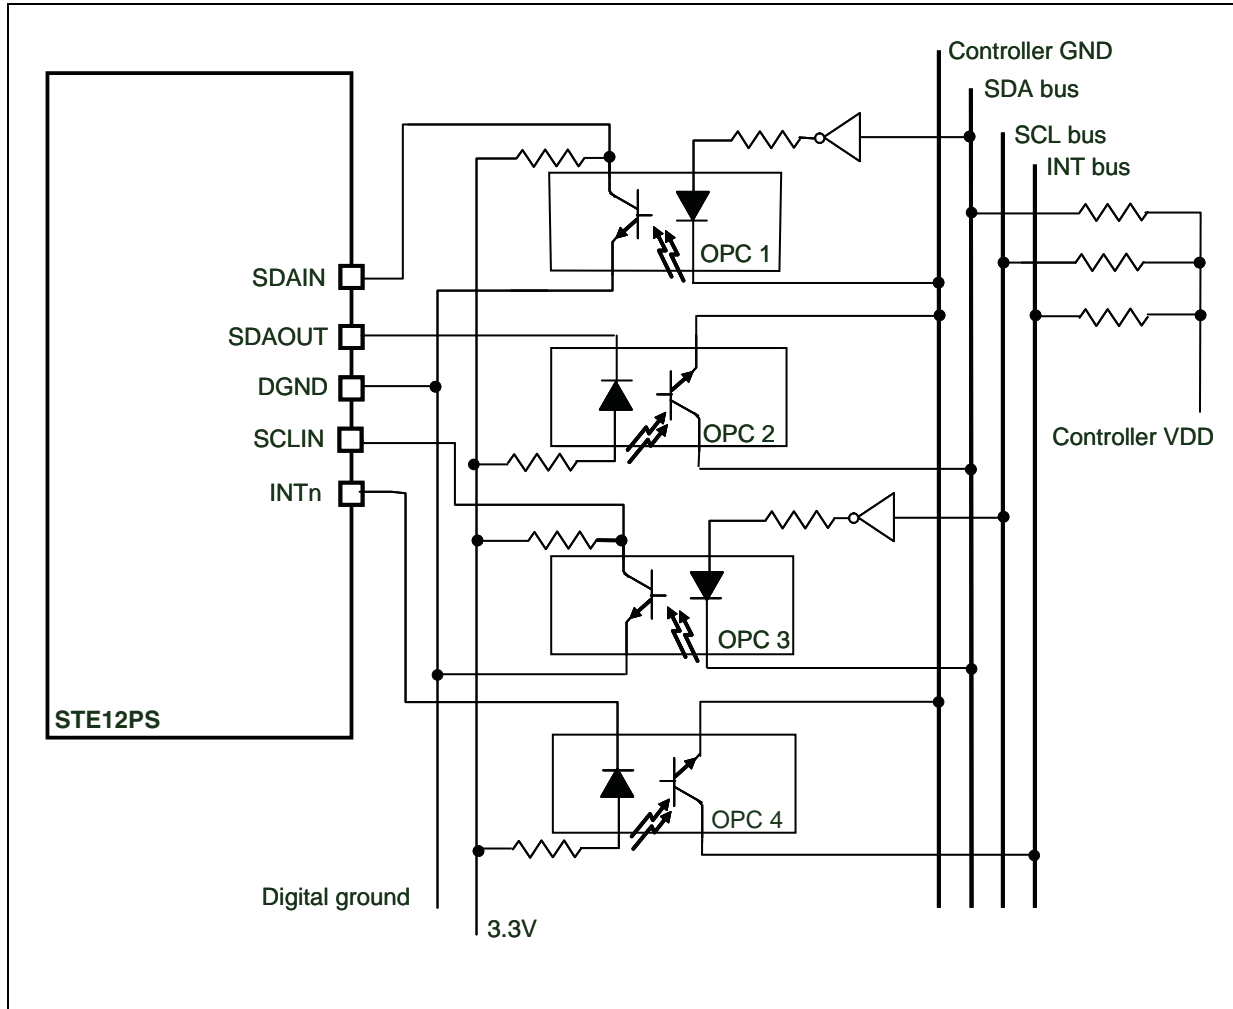 Controller GND
SDA bus
SCL bus
INT bus
OPC 1
SDAIN
SDAOUT
DGND
OPC 2
Controller VDD
SCLIN
INTn
OPC 3
STE12PS
OPC 4
Digital ground
3.3V